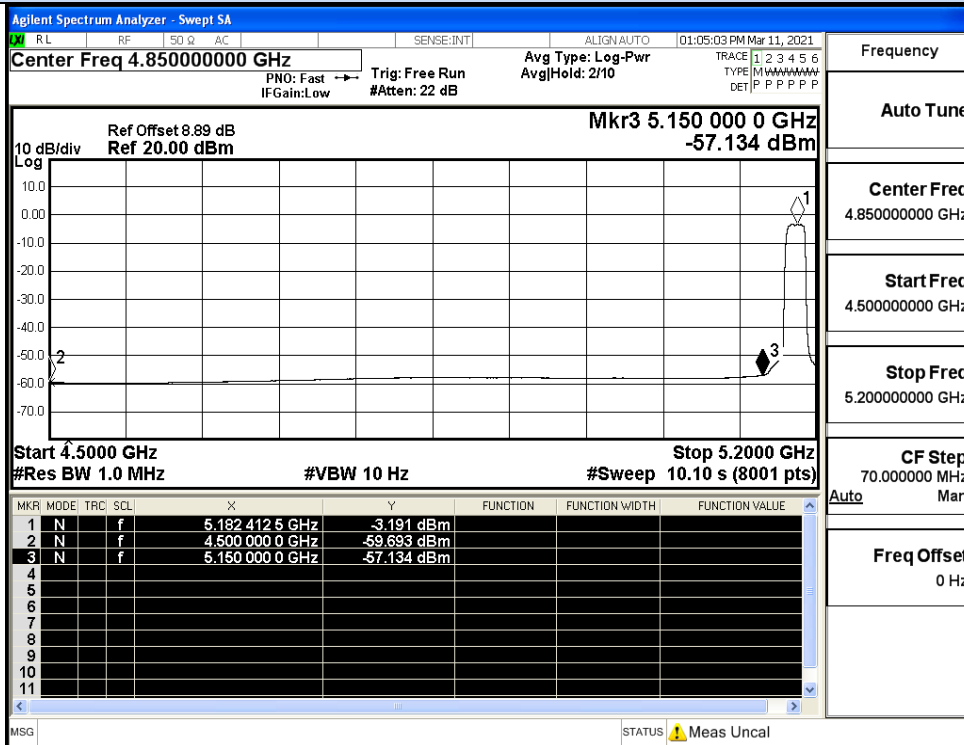 Agilent Spectrum Analyzer - Swept SA
LXI RL RF 50 Ω AC SENSE:INT ALIGNAUTO 01:05:03 PM Mar 11, 2021
Center Freq 4.850000000 GHz
PNO: Fast
IFGain:Low
Trig: Free Run
#Atten: 22 dB
Avg Type: Log-Pwr
Avg|Hold: 2/10
TRACE 1 2 3 4 5 6
TYPE M WWWWW
DET P P P P P P
Mkr3 5.150 000 0 GHz
-57.134 dBm
Ref Offset 8.89 dB
10 dB/div Ref 20.00 dBm
Log
10.0
0.00
-10.0
-20.0
-30.0
-40.0
-50.0
-60.0
-70.0
1
2
3
Start 4.5000 GHz Stop 5.2000 GHz
#Res BW 1.0 MHz #VBW 10 Hz #Sweep 10.10 s (8001 pts)
MKR MODE TRC SCL X Y FUNCTION FUNCTION WIDTH FUNCTION VALUE
1 N f 5.182 412 5 GHz -3.191 dBm
2 N f 4.500 000 0 GHz -59.693 dBm
3 N f 5.150 000 0 GHz -57.134 dBm
4
5
6
7
8
9
10
11
MSG STATUS Meas Uncal
Frequency
Auto Tune
Center Freq
4.850000000 GHz
Start Freq
4.500000000 GHz
Stop Freq
5.200000000 GHz
CF Step
70.000000 MHz
Auto Man
Freq Offset
0 Hz